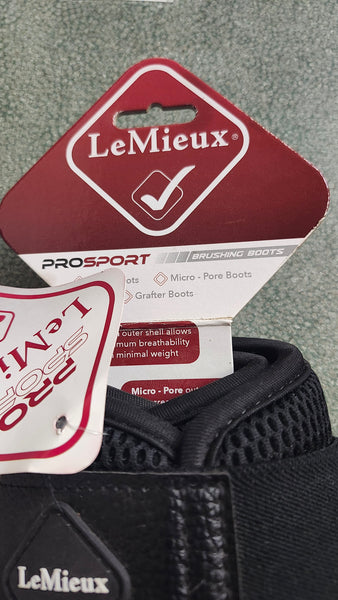 LeMieux®
PROSPORT BRUSHING BOOTS
Micro - Pore Boots
Grafter Boots
outer shell allows
breathability
minimal weight
Micro - Pore
LeMieux
PRO
SPORT
LeMieux